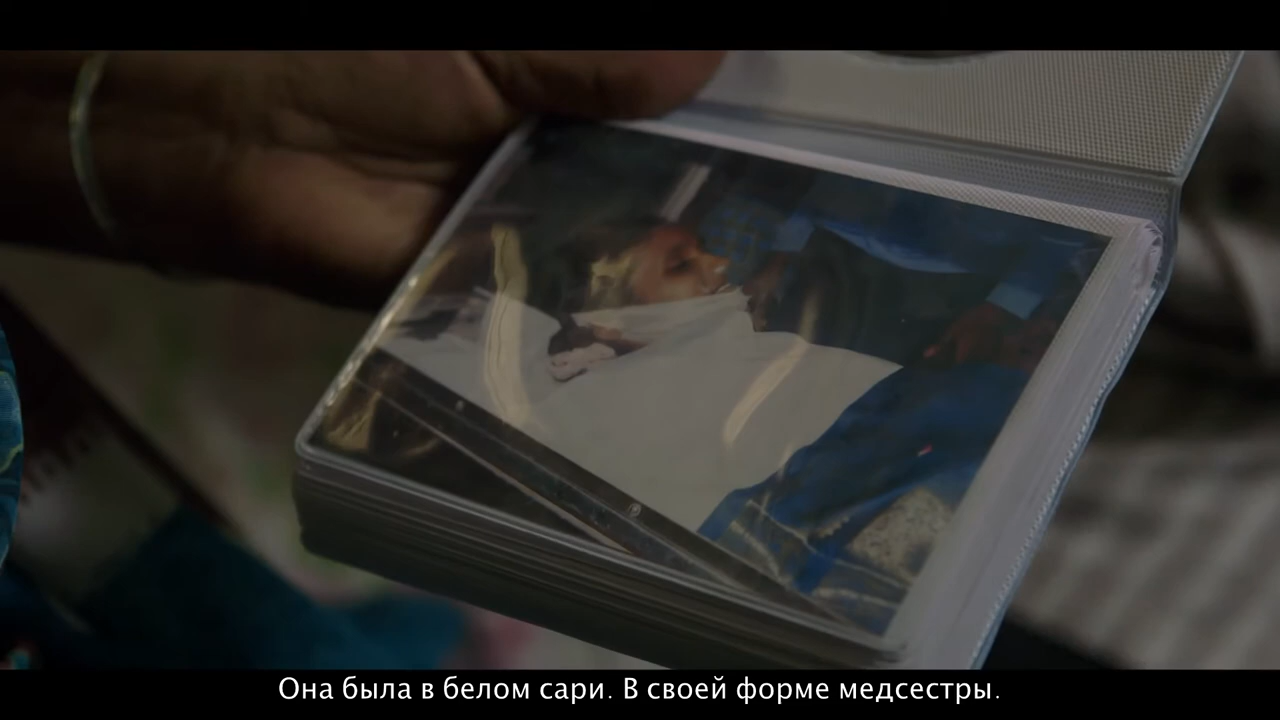 Она была в белом сари. В своей форме медсестры.